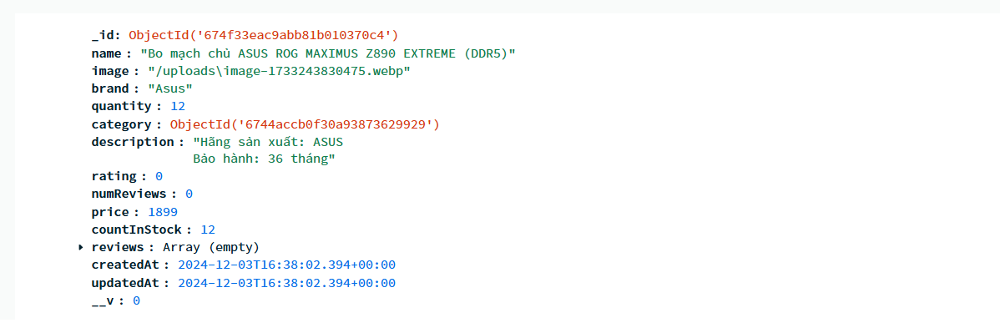 _id: ObjectId('674f33eac9abb81b010370c4')
name : "Bo mạch chủ ASUS ROG MAXIMUS Z890 EXTREME (DDR5)"
image : "/uploads\image-1733243830475.webp"
brand : "Asus"
quantity : 12
category : ObjectId('6744accb0f30a93873629929')
description : "Hãng sản xuất: ASUS
Bảo hành: 36 tháng"
rating : 0
numReviews : 0
price : 1899
countInStock : 12
reviews : Array (empty)
createdAt : 2024-12-03T16:38:02.394+00:00
updatedAt : 2024-12-03T16:38:02.394+00:00
__v : 0